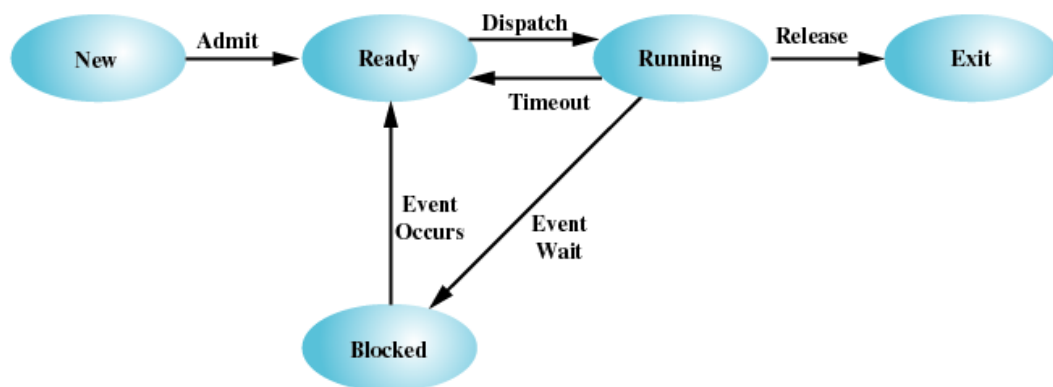 New
Admit
Ready
Dispatch
Timeout
Running
Release
Exit
Event
Occurs
Event
Wait
Blocked